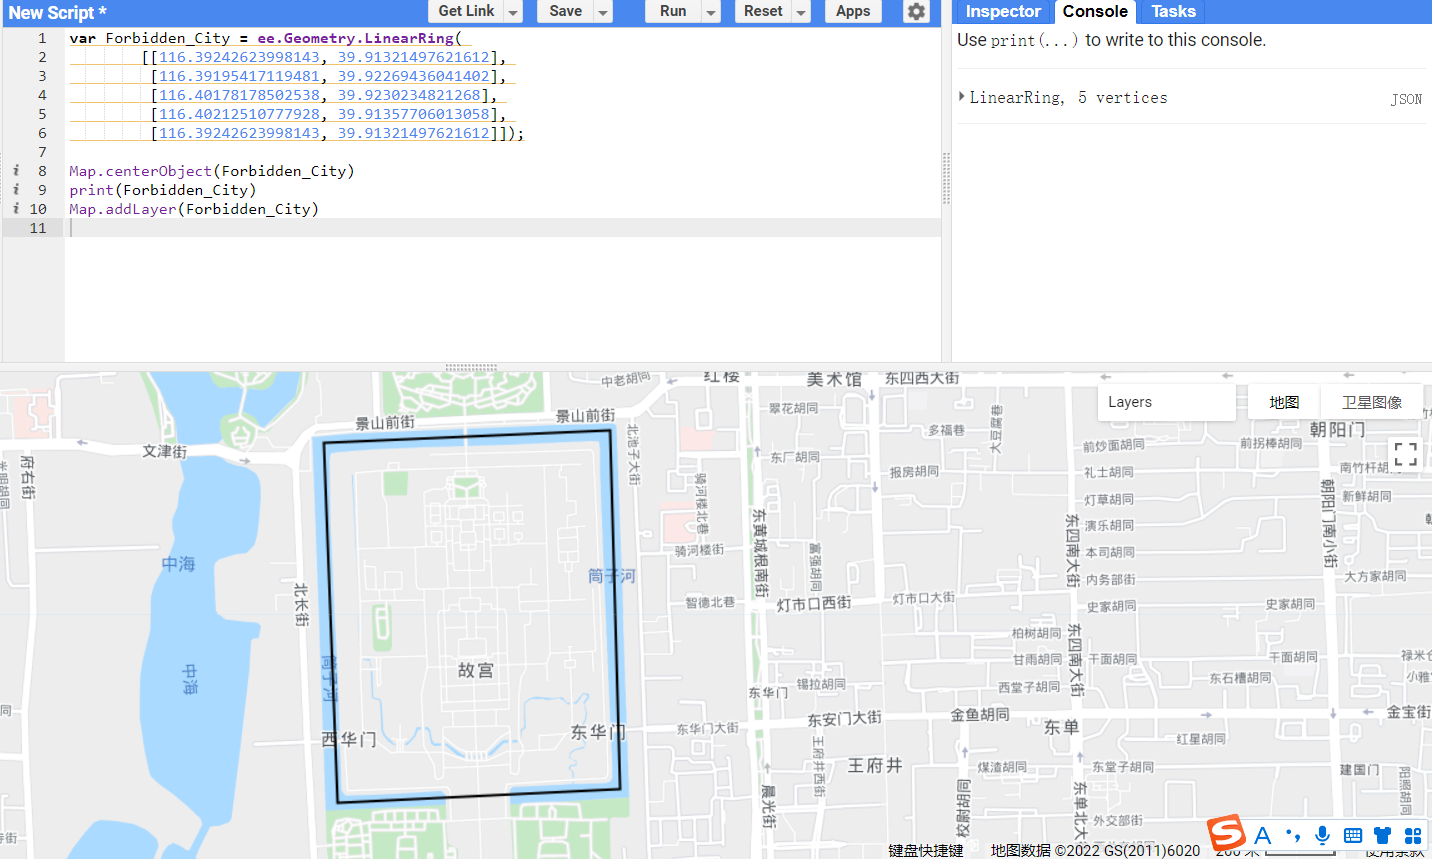 New Script *
Get Link
Save
Run
Reset
Apps
Inspector
Console
Tasks
1 var Forbidden_City = ee.Geometry.LinearRing(
2 [[116.39242623998143, 39.91321497621612],
3 [116.39195417119481, 39.92269436041402],
4 [116.40178178502538, 39.9230234821268],
5 [116.40212510777928, 39.91357706013058],
6 [116.39242623998143, 39.91321497621612]]);
7
i 8 Map.centerObject(Forbidden_City)
i 9 print(Forbidden_City)
i 10 Map.addLayer(Forbidden_City)
11
Use print(...) to write to this console.
LinearRing, 5 vertices
JSON
中老胡同
红楼
美术馆
东四西大街
Layers
地图
卫星图像
景山前街
景山前街
翠花胡同
多福巷
大豆腐巷
朝阳门
文津街
府右街
北池子大街
东厂胡同
报房胡同
前炒面胡同
前拐棒胡同
礼士胡同
南竹杆胡同
骑河楼北巷
灯草胡同
新鲜胡同
朝阳门南小街
东黄城根南街
演乐胡同
东四南大街
骑河楼街
富强胡同
本司胡同
中海
筒子河
内务部街
大方家胡同
北长街
智德北巷
灯市口西街
灯市口大街
史家胡同
史家胡同
柏树胡同
东四南大街
甘雨胡同
干面胡同
干面胡同
中海
筒子河
故宫
锡拉胡同
西堂子胡同
东石槽胡同
东华门
东华门
东华门大街
东安门大街
金鱼胡同
东单
金宝街
西华门
王府井西街
红星胡同
王府井
煤渣胡同
东堂子胡同
建国门
晨光街
校尉胡同
东单北大
外交部街
键盘快捷键
地图数据 ©2022 GS(2011)6020